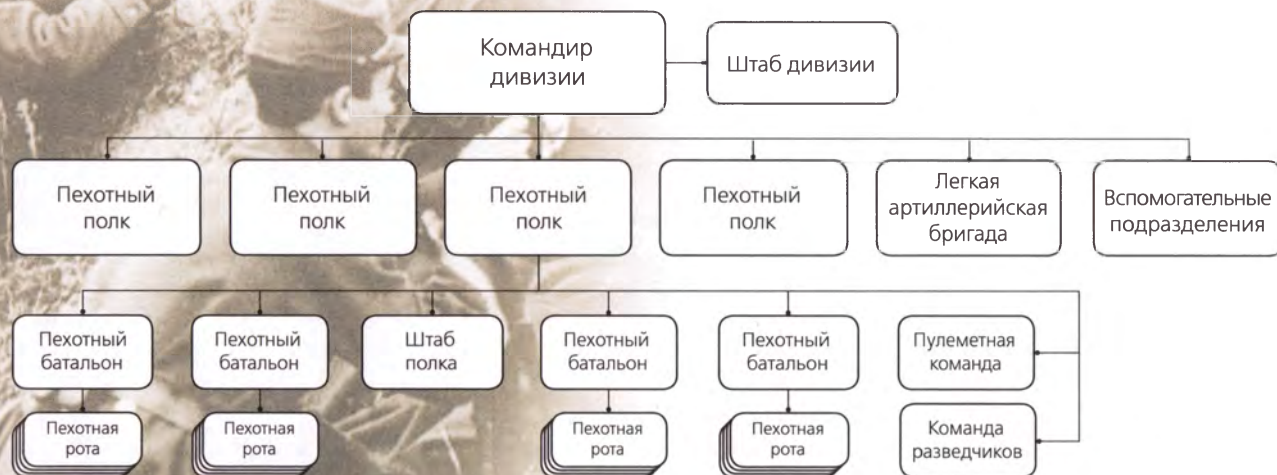 Командир
дивизии
Штаб дивизии
Пехотный
полк
Пехотный
полк
Пехотный
полк
Пехотный
полк
Легкая
артиллерийская
бригада
Вспомогательные
подразделения
Пехотный
батальон
Пехотный
батальон
Штаб
полка
Пехотный
батальон
Пехотный
батальон
Пулеметная
команда
Пехотная
рота
Пехотная
рота
Пехотная
рота
Пехотная
рота
Команда
разведчиков